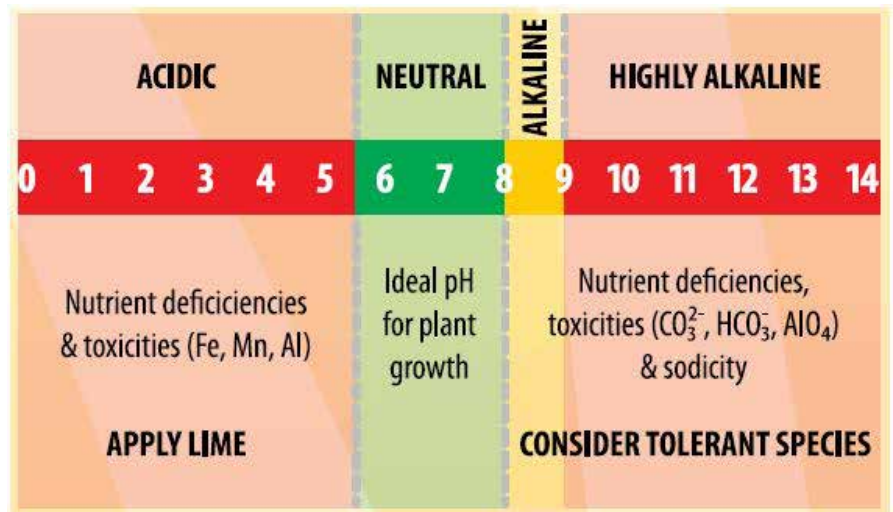 ACIDIC
NEUTRAL
ALKALINE
HIGHLY ALKALINE
0 1 2 3 4 5 6 7 8 9 10 11 12 13 14
Nutrient deficiciencies
& toxicities (Fe, Mn, Al)
Ideal pH
for plant
growth
Nutrient deficiencies,
toxicities (CO₃²⁻, HCO₃⁻, AlO₄)
& sodicity
APPLY LIME
CONSIDER TOLERANT SPECIES